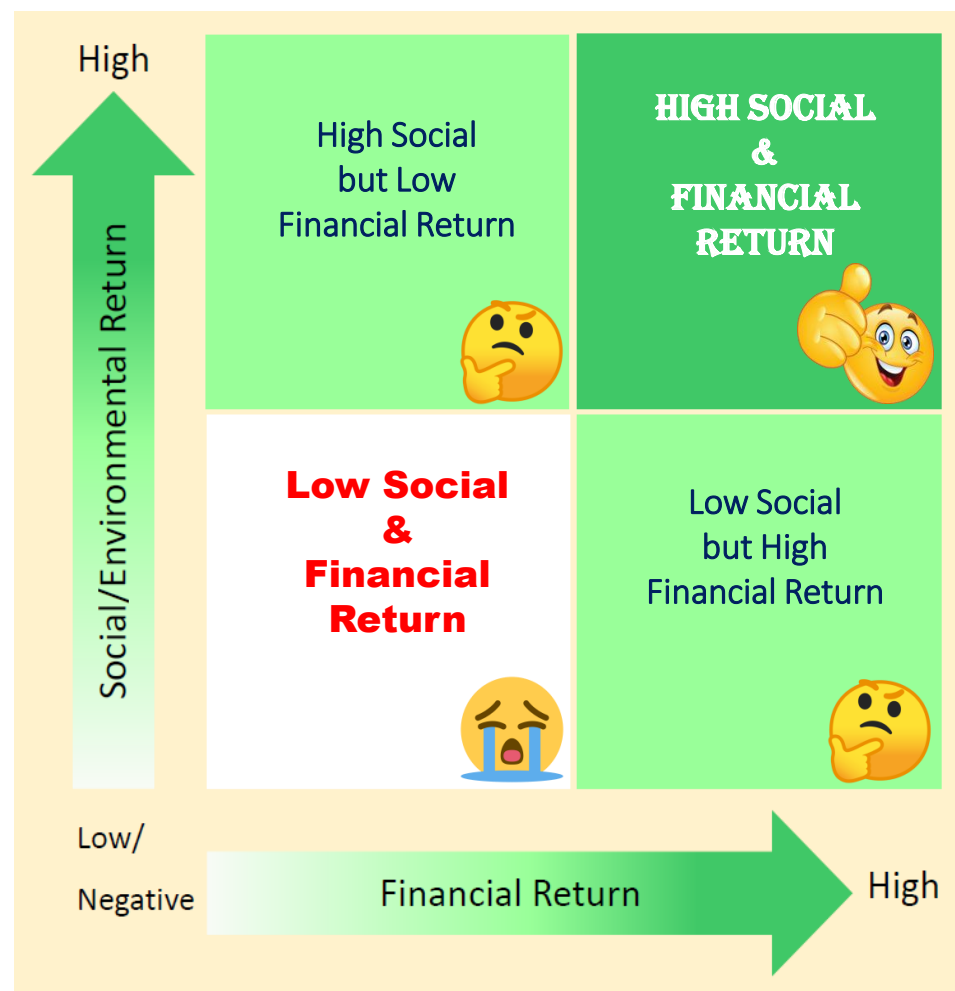 High
Social/Environmental Return
High Social
but Low
Financial Return
HIGH SOCIAL
&
FINANCIAL
RETURN
Low Social
&
Financial
Return
Low Social
but High
Financial Return
Low/
Negative
Financial Return
High